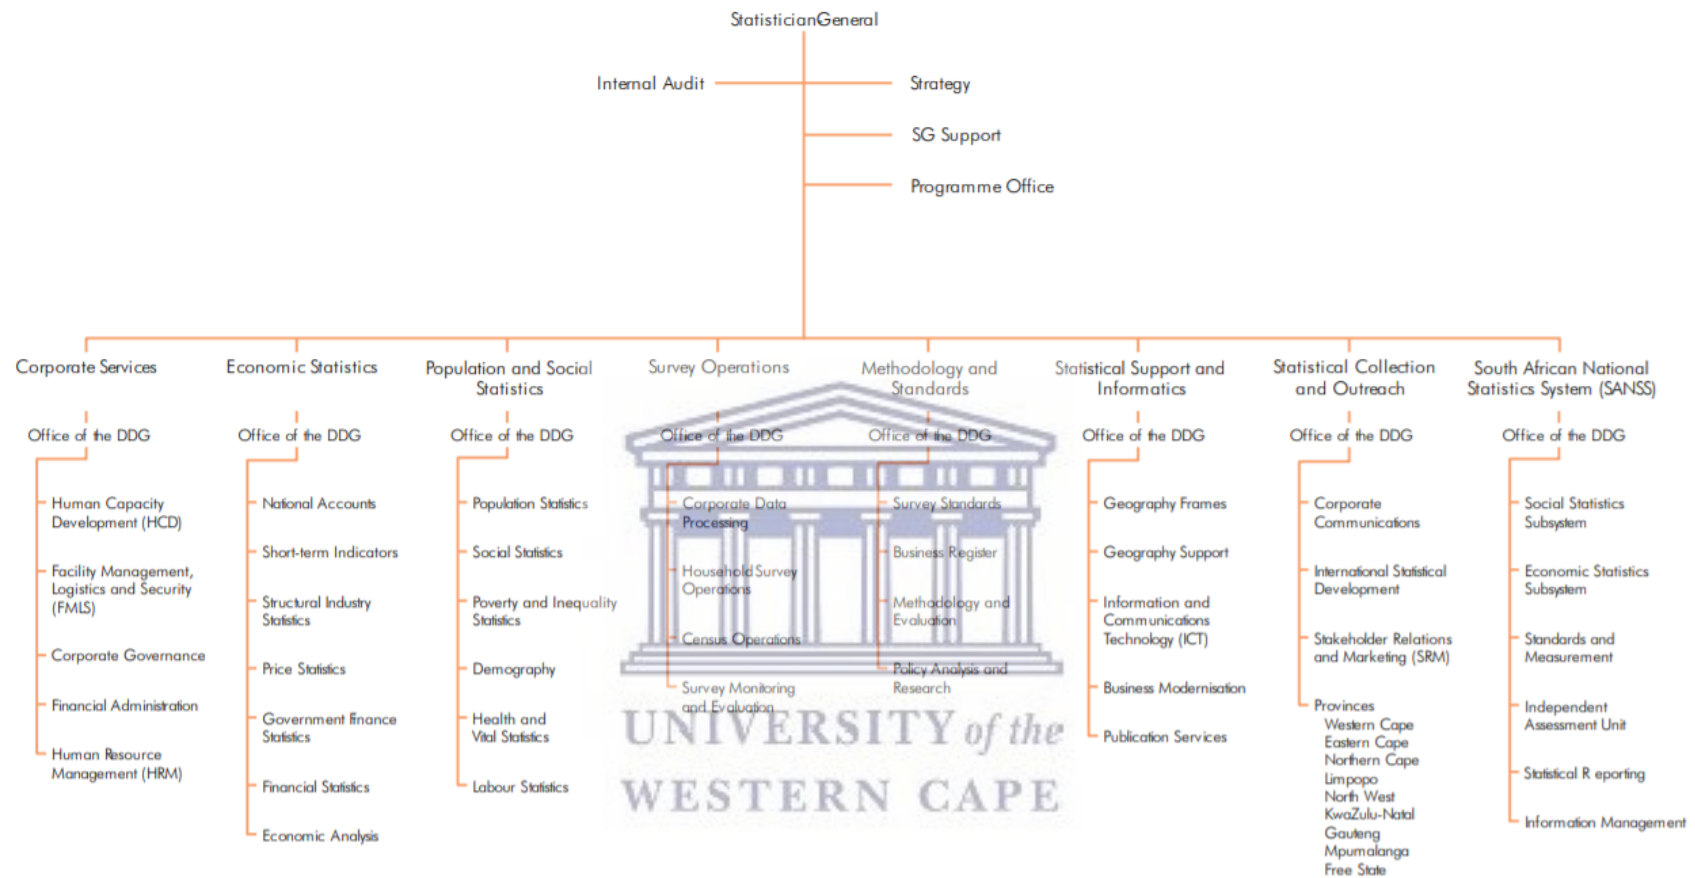 StatisticianGeneral
Internal Audit
Strategy
SG Support
Programme Office
Corporate Services
Office of the DDG
Human Capacity
Development (HCD)
Facility Management,
Logistics and Security
(FMLS)
Corporate Governance
Financial Administration
Human Resource
Management (HRM)
Economic Statistics
Office of the DDG
National Accounts
Short-term Indicators
Structural Industry
Statistics
Price Statistics
Government Finance
Statistics
Financial Statistics
Economic Analysis
Population and Social
Statistics
Office of the DDG
Population Statistics
Social Statistics
Poverty and Inequality
Statistics
Demography
Health and
Vital Statistics
Labour Statistics
Survey Operations
Office of the DDG
Corporate Data
Processing
Household Survey
Operations
Census Operations
Survey Monitoring
and Evaluation
Methodology and
Standards
Office of the DDG
Survey Standards
Business Register
Methodology and
Evaluation
Policy Analysis and
Research
Statistical Support and
Informatics
Office of the DDG
Geography Frames
Geography Support
Information and
Communications
Technology (ICT)
Business Modernisation
Publication Services
Statistical Collection
and Outreach
Office of the DDG
Corporate
Communications
International Statistical
Development
Stakeholder Relations
and Marketing (SRM)
Provinces
Western Cape
Eastern Cape
Northern Cape
Limpopo
North West
KwaZulu-Natal
Gauteng
Mpumalanga
Free State
South African National
Statistics System (SANSS)
Office of the DDG
Social Statistics
Subsystem
Economic Statistics
Subsystem
Standards and
Measurement
Independent
Assessment Unit
Statistical R eporting
Information Management
UNIVERSITY of the
WESTERN CAPE